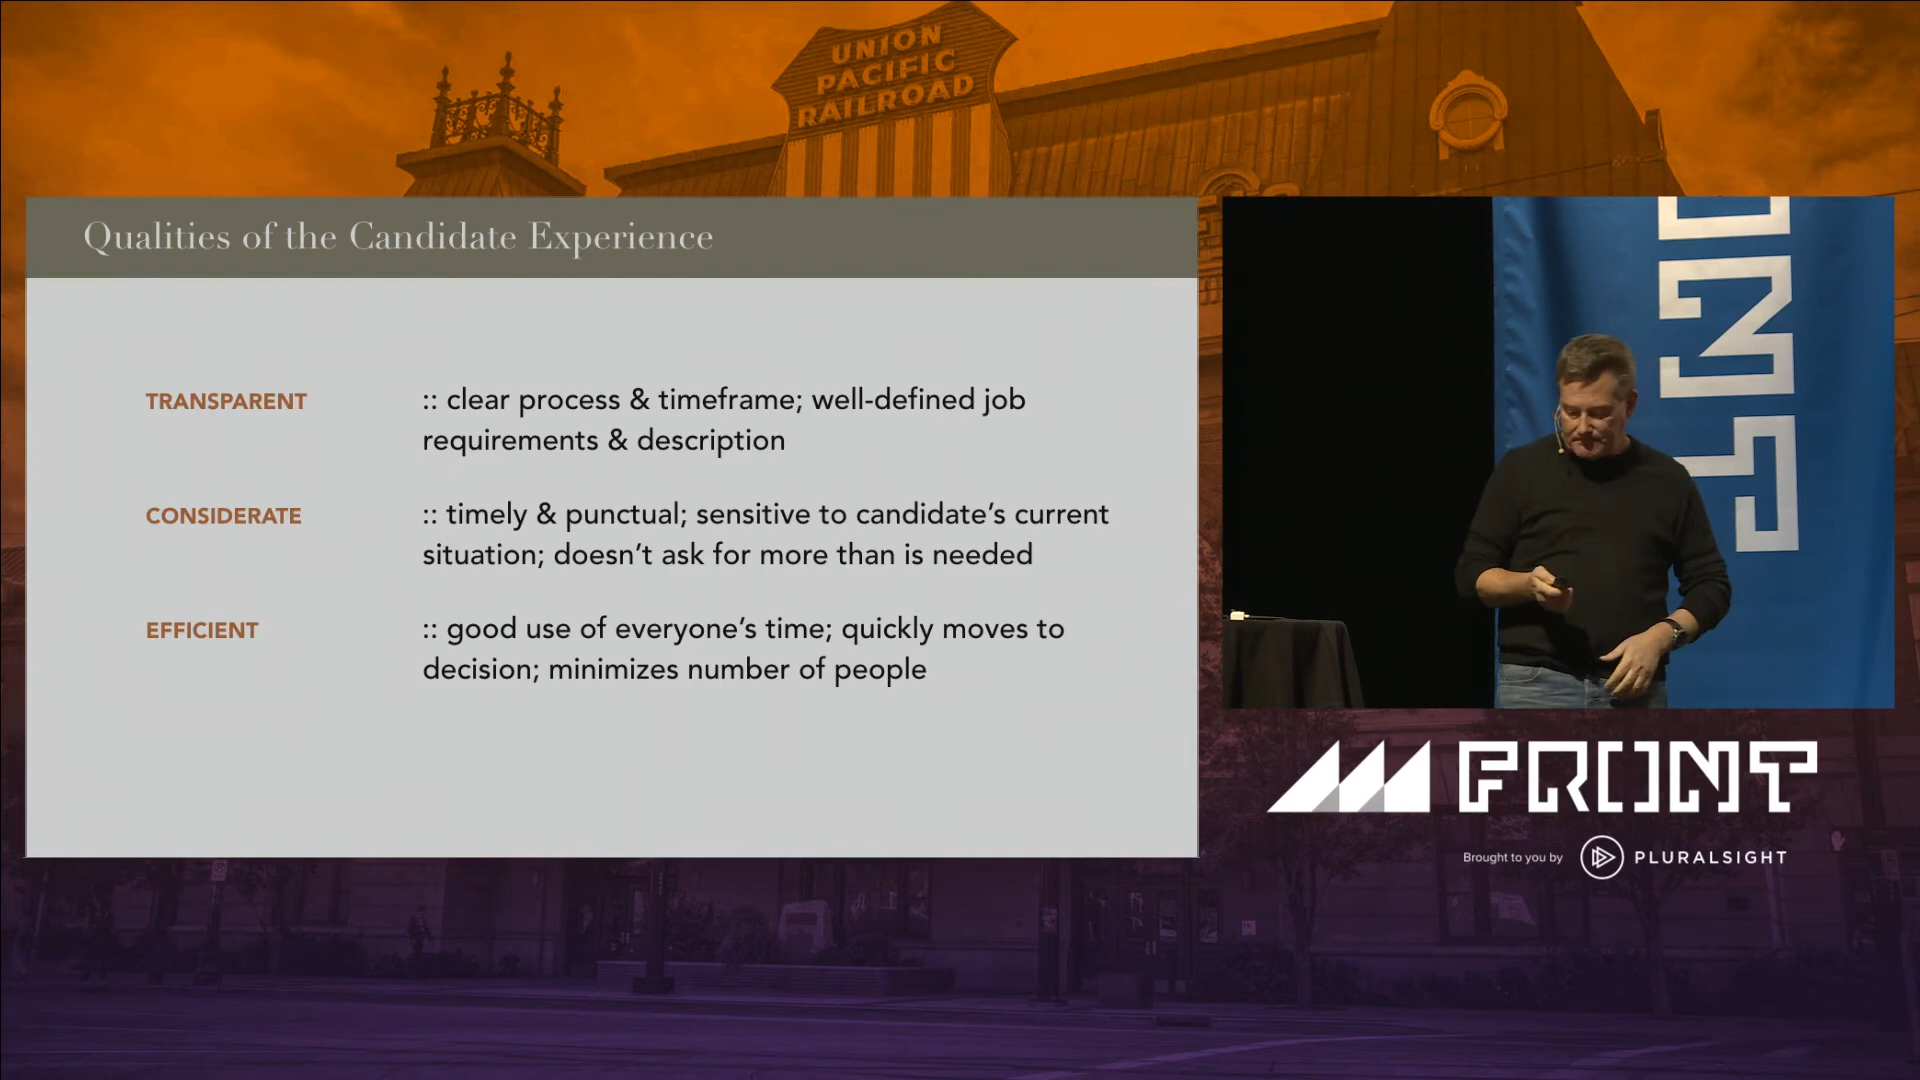 UNION
PACIFIC
RAILROAD
Qualities of the Candidate Experience
TRANSPARENT :: clear process & timeframe; well-defined job
requirements & description
CONSIDERATE :: timely & punctual; sensitive to candidate’s current
situation; doesn’t ask for more than is needed
EFFICIENT :: good use of everyone’s time; quickly moves to
decision; minimizes number of people
ONT
FRONT
Brought to you by PLURALSIGHT